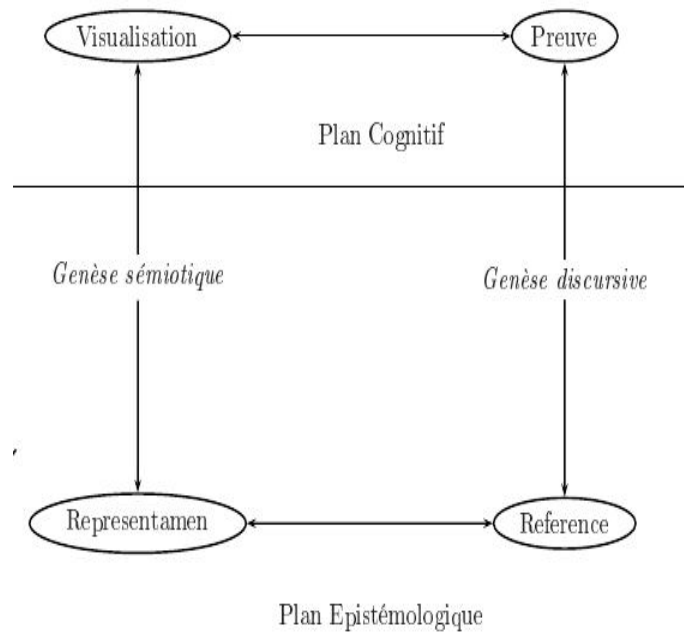 Visualisation
Preuve
Plan Cognitif
Genèse sémiotique
Genèse discursive
Representamen
Reference
Plan Epistémologique